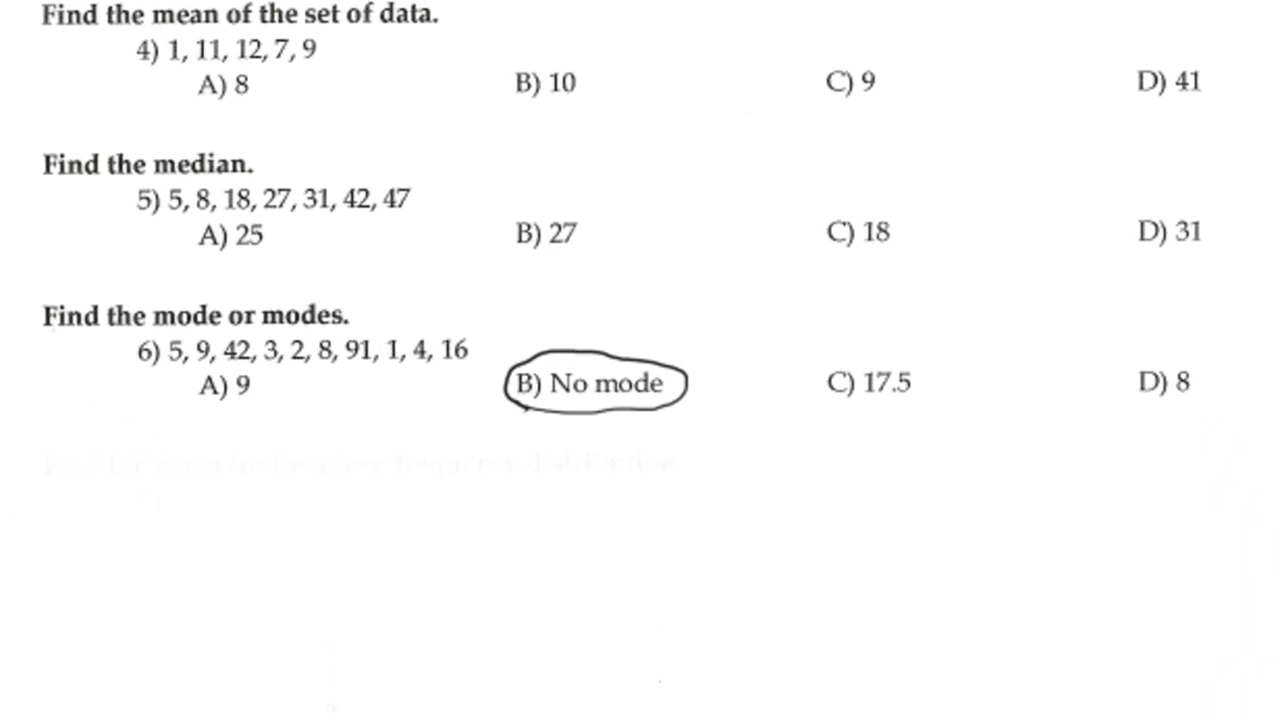 Find the mean of the set of data.
4) 1, 11, 12, 7, 9
A) 8 B) 10 C) 9 D) 41
Find the median.
5) 5, 8, 18, 27, 31, 42, 47
A) 25 B) 27 C) 18 D) 31
Find the mode or modes.
6) 5, 9, 42, 3, 2, 8, 91, 1, 4, 16
A) 9 B) No mode C) 17.5 D) 8